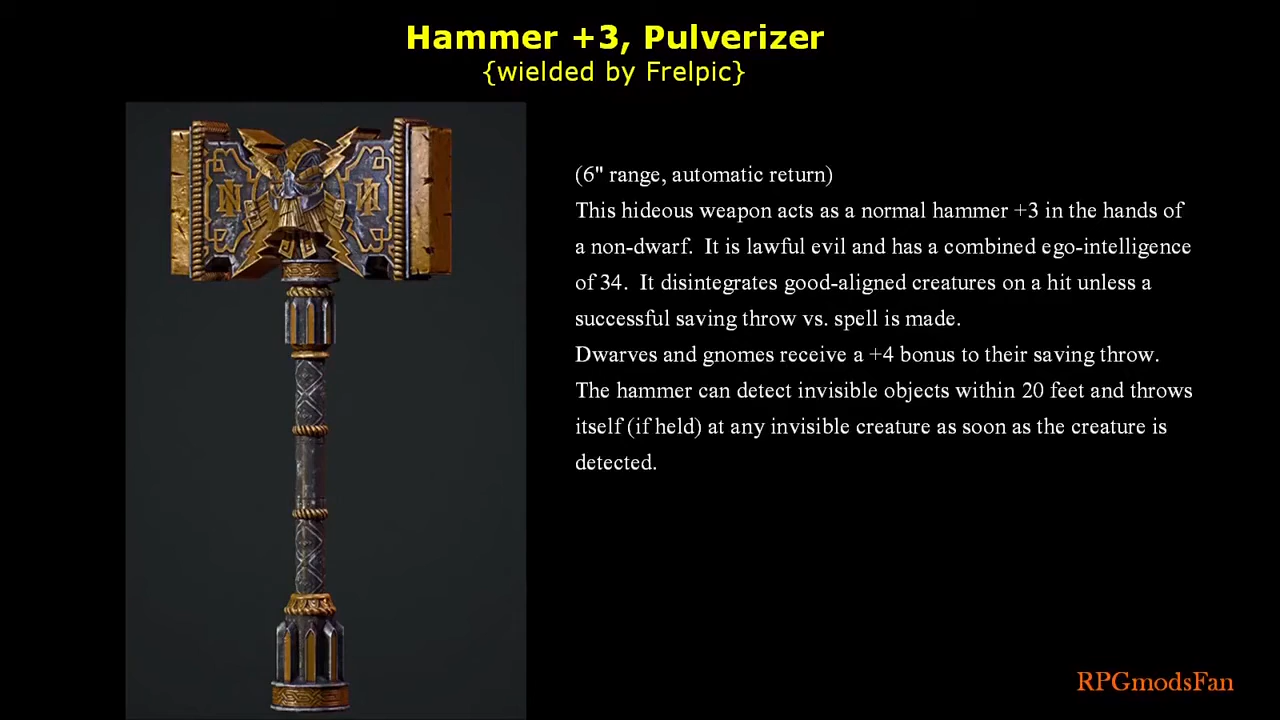 Hammer +3, Pulverizer
{wielded by Frelpic}
(6" range, automatic return)
This hideous weapon acts as a normal hammer +3 in the hands of
a non-dwarf.  It is lawful evil and has a combined ego-intelligence
of 34.  It disintegrates good-aligned creatures on a hit unless a
successful saving throw vs. spell is made.
Dwarves and gnomes receive a +4 bonus to their saving throw.
The hammer can detect invisible objects within 20 feet and throws
itself (if held) at any invisible creature as soon as the creature is
detected.
RPGmodsFan